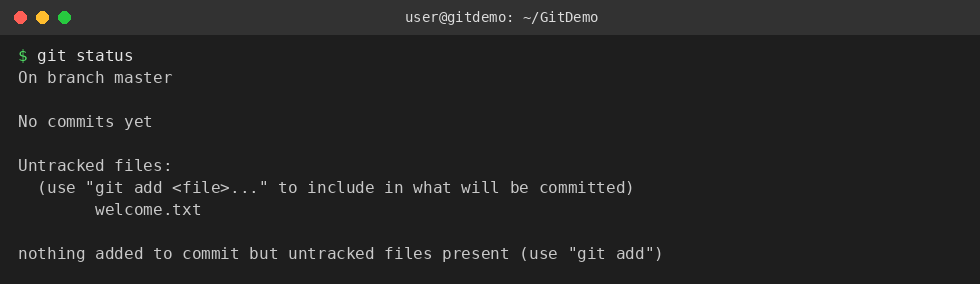 user@gitdemo: ~/GitDemo
$ git status
On branch master
No commits yet
Untracked files:
  (use "git add <file>..." to include in what will be committed)
        welcome.txt
nothing added to commit but untracked files present (use "git add")